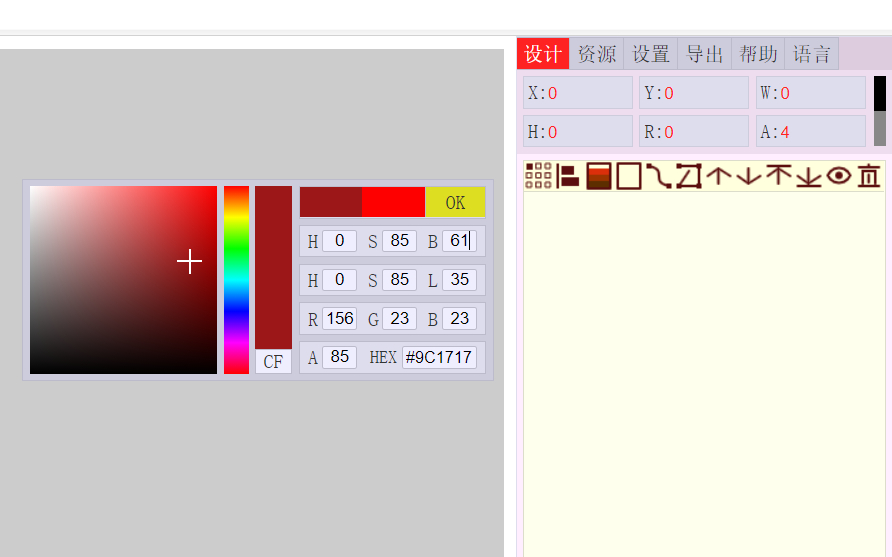 设计 资源 设置 导出 帮助 语言
X:0 Y:0 W:0
H:0 R:0 A:4
OK
H 0 S 85 B 61
H 0 S 85 L 35
R 156 G 23 B 23
CF A 85 HEX #9C1717